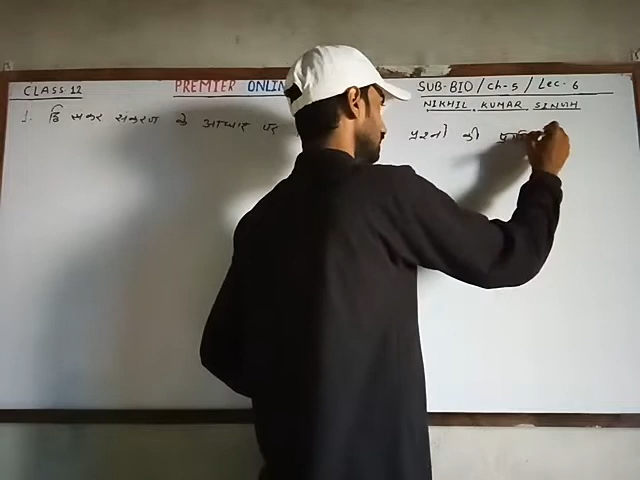 CLASS 12 PREMIER ONLIN SUB-BIO / Ch-5 / Lec. 6
NIKHIL. KUMAR SINGH
1. द्वि संकर संकरण के आधार पर प्रश्नो की